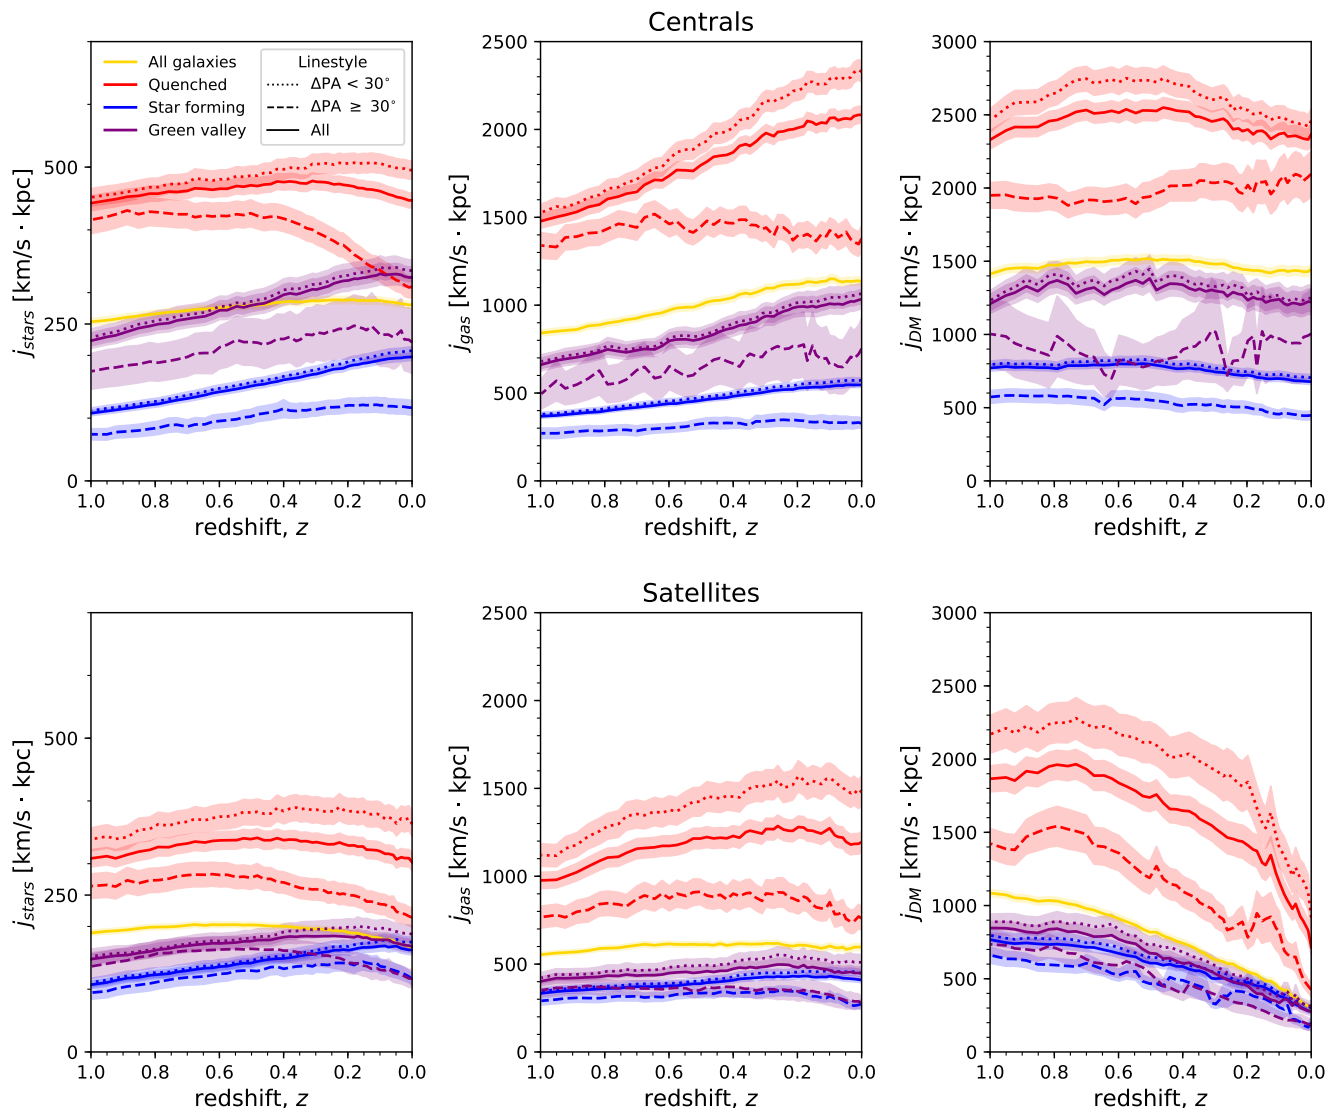 Centrals
All galaxies
Quenched
Star forming
Green valley
Linestyle
ΔPA < 30°
ΔPA ≥ 30°
All
500
250
0
1.0 0.8 0.6 0.4 0.2 0.0
redshift, z
j_stars [km/s · kpc]
2500
2000
1500
1000
500
0
1.0 0.8 0.6 0.4 0.2 0.0
redshift, z
j_gas [km/s · kpc]
3000
2500
2000
1500
1000
500
0
1.0 0.8 0.6 0.4 0.2 0.0
redshift, z
j_DM [km/s · kpc]
Satellites
500
250
0
1.0 0.8 0.6 0.4 0.2 0.0
redshift, z
j_stars [km/s · kpc]
2500
2000
1500
1000
500
0
1.0 0.8 0.6 0.4 0.2 0.0
redshift, z
j_gas [km/s · kpc]
3000
2500
2000
1500
1000
500
0
1.0 0.8 0.6 0.4 0.2 0.0
redshift, z
j_DM [km/s · kpc]